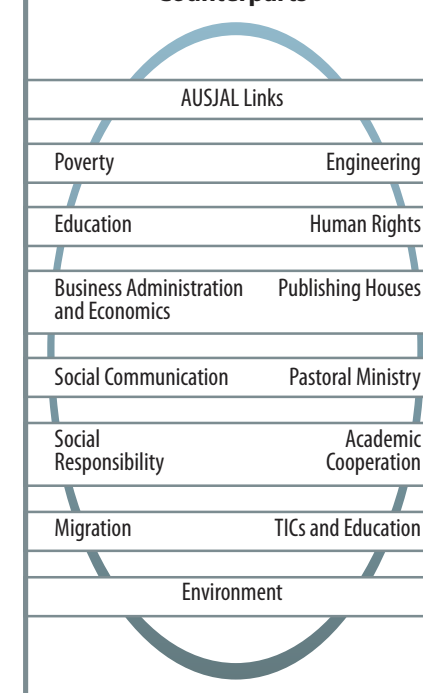 AUSJAL Links
Poverty Engineering
Education Human Rights
Business Administration Publishing Houses
and Economics
Social Communication Pastoral Ministry
Social Academic
Responsibility Cooperation
Migration TICs and Education
Environment